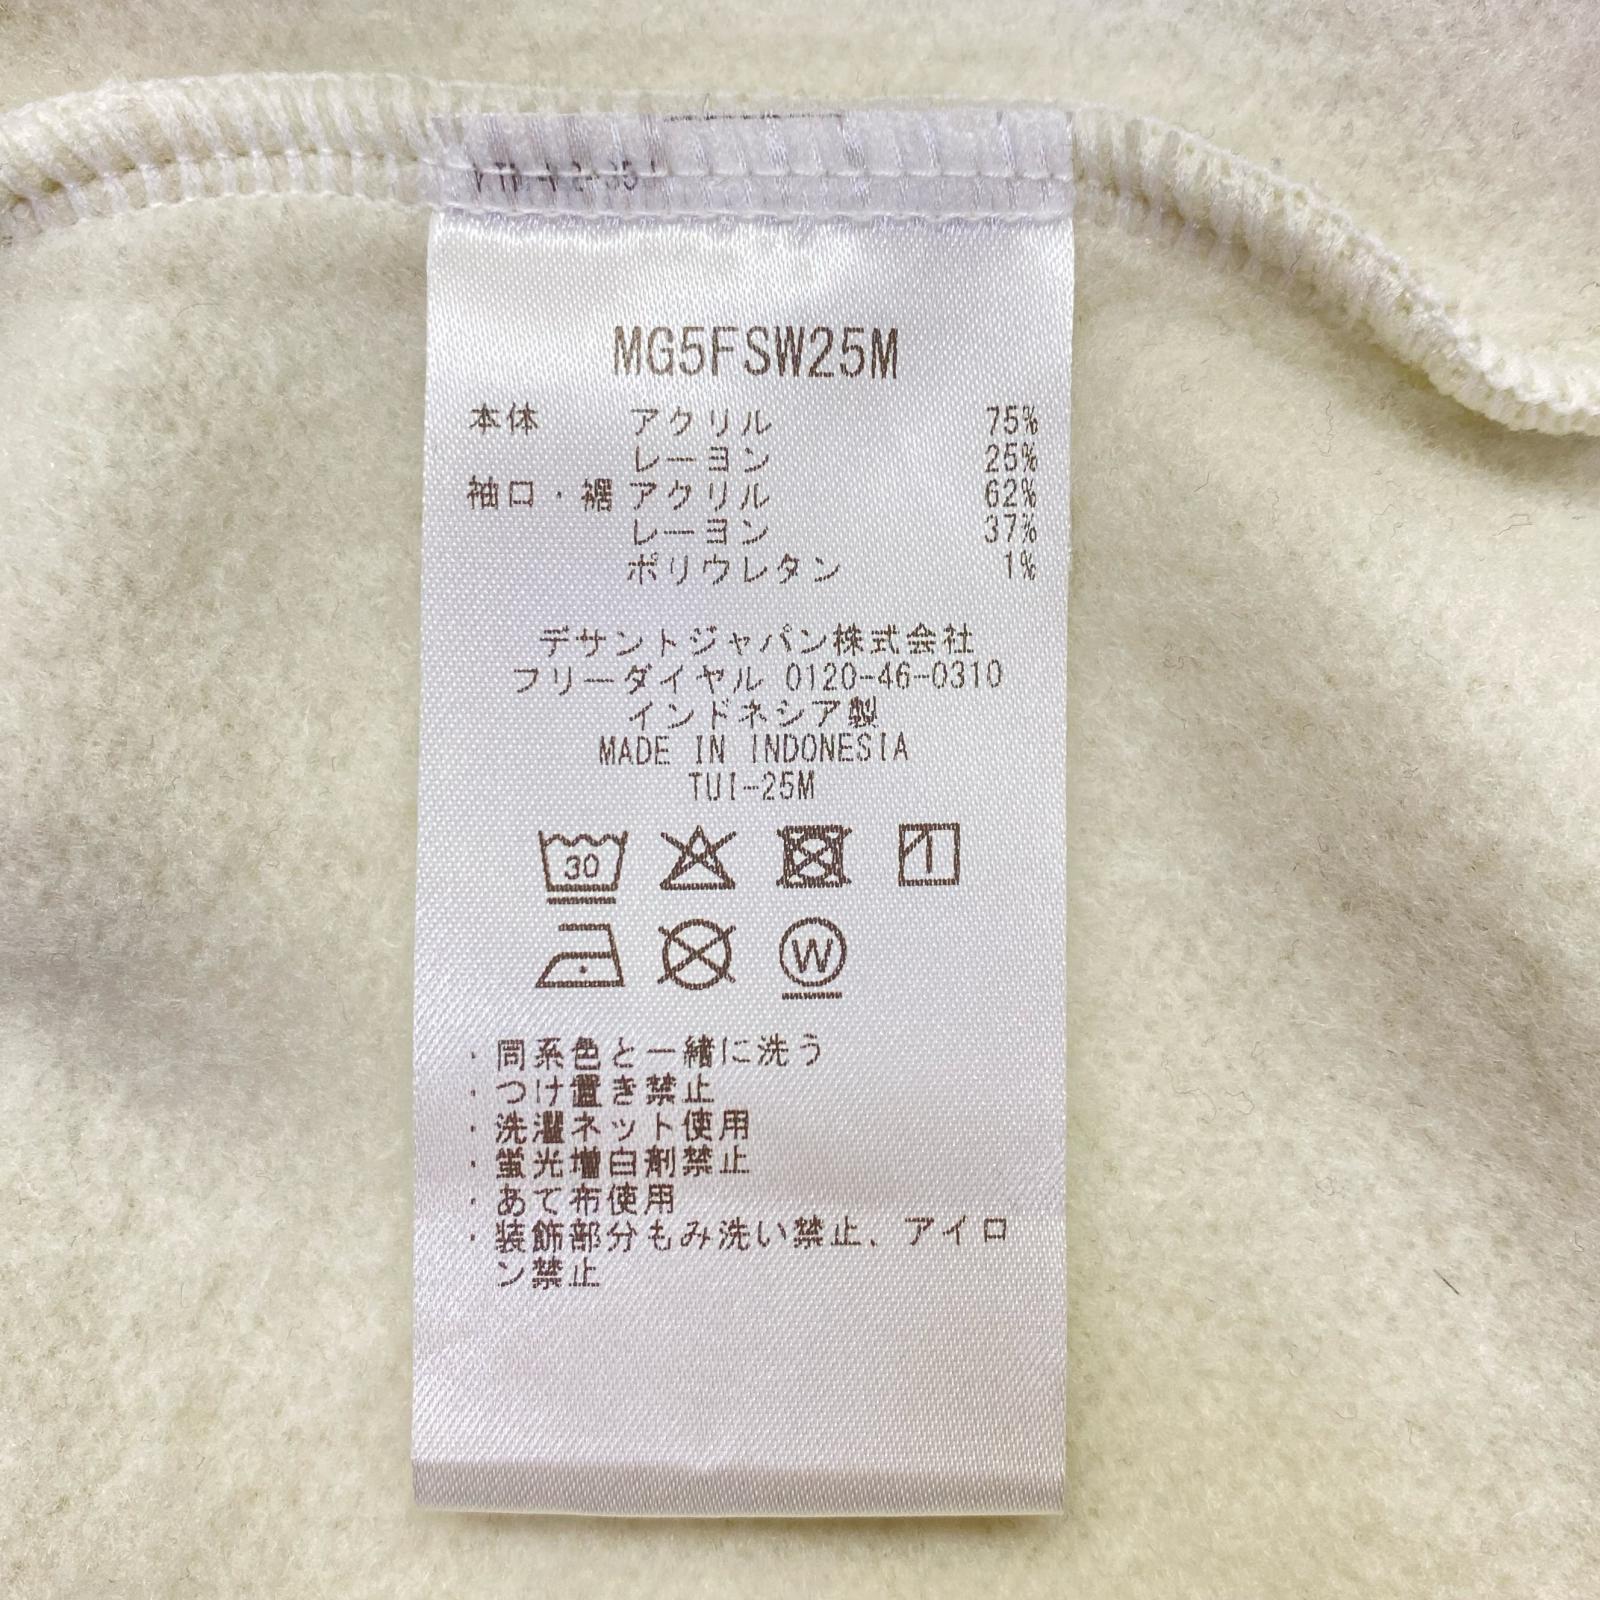 MG5FSW25M
本体 アクリル 75%
レーヨン 25%
袖口・裾 アクリル 62%
レーヨン 37%
ポリウレタン 1%
デサントジャパン株式会社
フリーダイヤル 0120-46-0310
インドネシア製
MADE IN INDONESIA
TUI-25M
30
W
・同系色と一緒に洗う
・つけ置き禁止
・洗濯ネット使用
・蛍光増白剤禁止
・あて布使用
・装飾部分もみ洗い禁止、アイロ
ン禁止